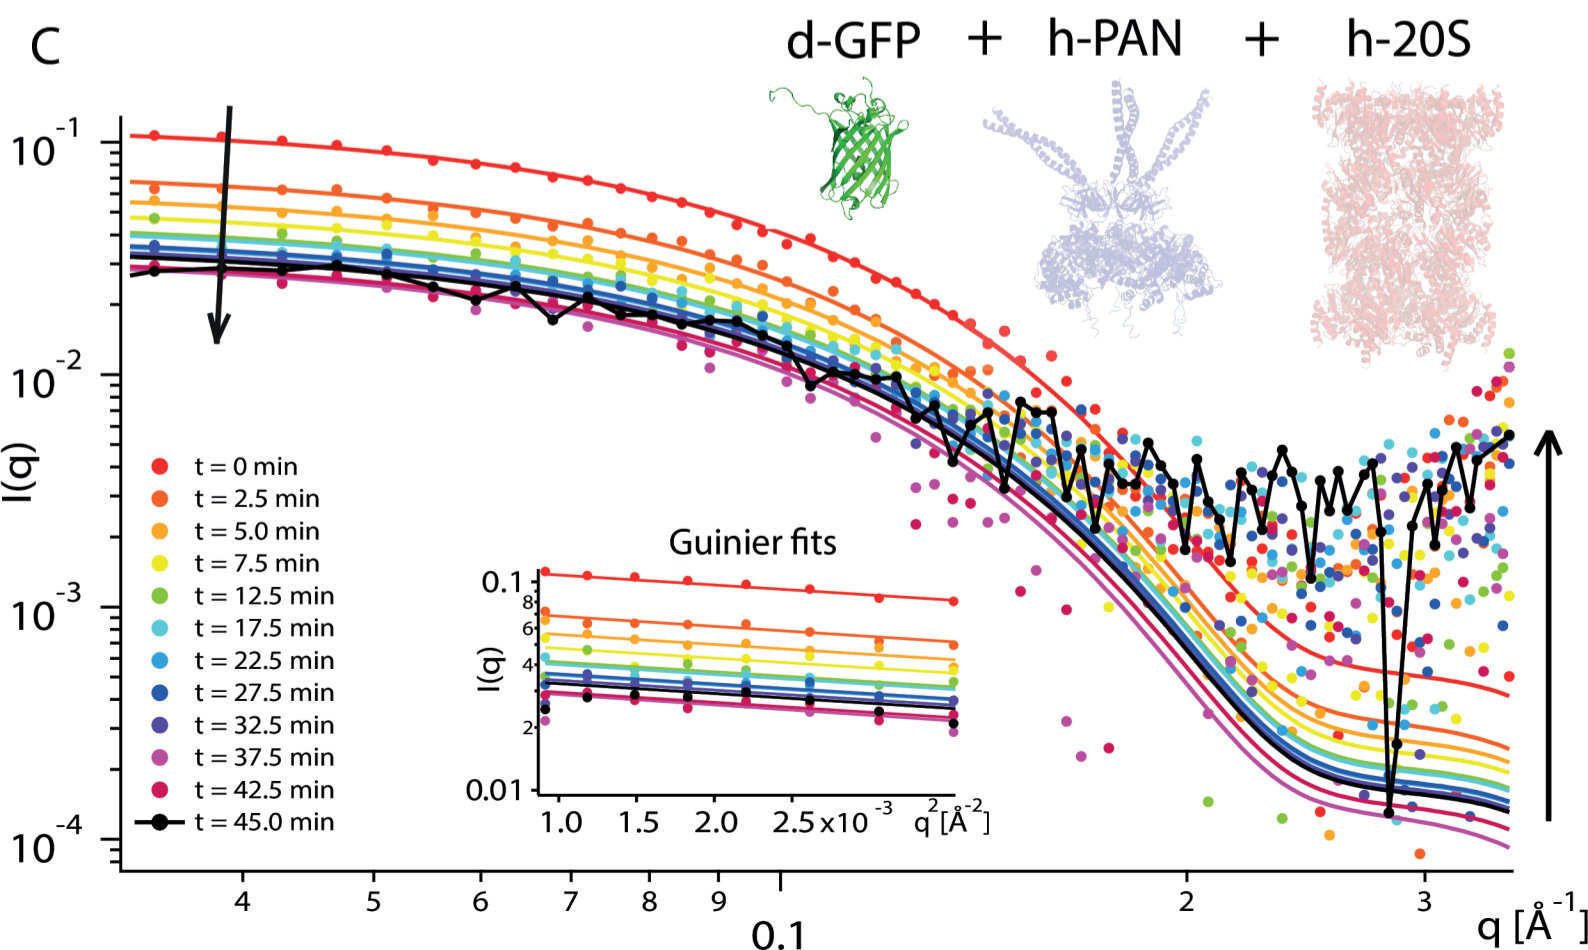 C
d-GFP + h-PAN + h-20S
I(q)
10-1
10-2
10-3
10-4
t = 0 min
t = 2.5 min
t = 5.0 min
t = 7.5 min
t = 12.5 min
t = 17.5 min
t = 22.5 min
t = 27.5 min
t = 32.5 min
t = 37.5 min
t = 42.5 min
t = 45.0 min
Guinier fits
I(q)
0.1
8
6
4
2
0.01
1.0 1.5 2.0 2.5x10-3 q2[Å-2]
4 5 6 7 8 9 0.1 2 3
q [Å-1]